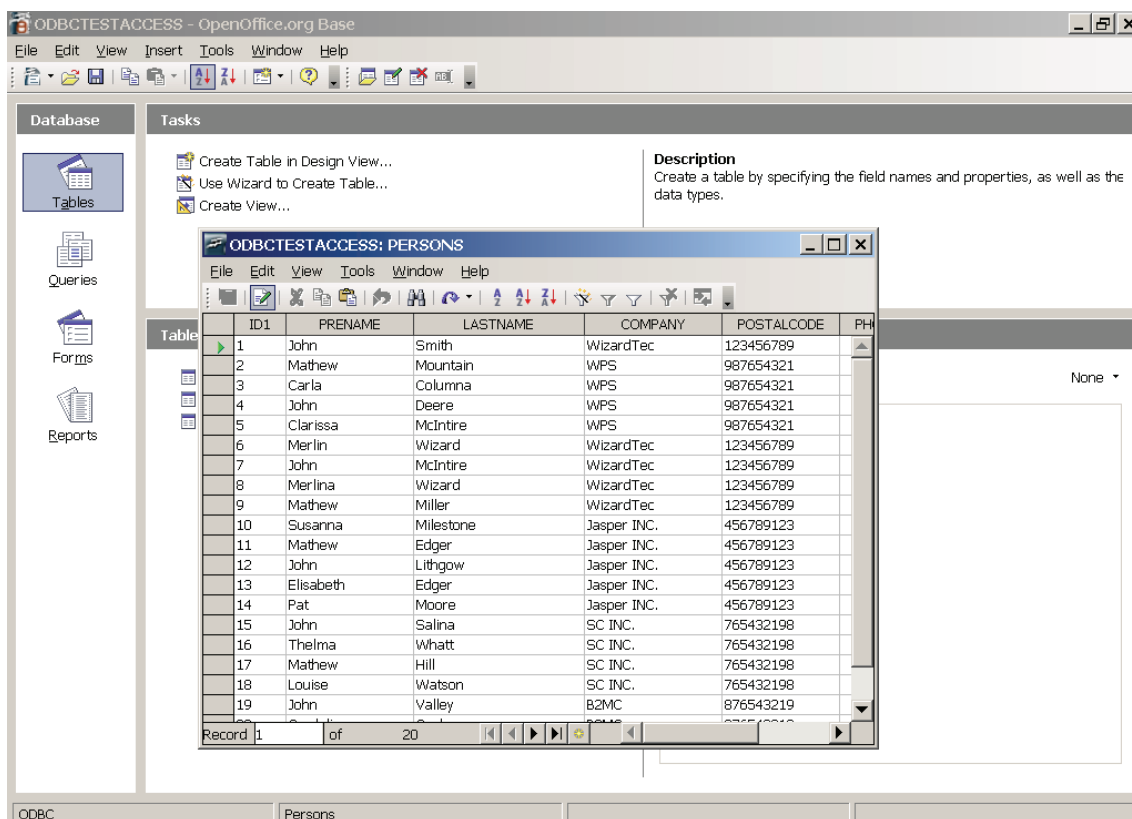 ODBCTESTACCESS - OpenOffice.org Base
File Edit View Insert Tools Window Help
Database
Tasks
Tables
Queries
Forms
Reports
Create Table in Design View...
Use Wizard to Create Table...
Create View...
Description
Create a table by specifying the field names and properties, as well as the
data types.
Table
None
ODBCTESTACCESS: PERSONS
File Edit View Tools Window Help
ID1 PRENAME LASTNAME COMPANY POSTALCODE
1 John Smith WizardTec 123456789
2 Mathew Mountain WPS 987654321
3 Carla Columna WPS 987654321
4 John Deere WPS 987654321
5 Clarissa McIntire WPS 987654321
6 Merlin Wizard WizardTec 123456789
7 John McIntire WizardTec 123456789
8 Merlina Wizard WizardTec 123456789
9 Mathew Miller WizardTec 123456789
10 Susanna Milestone Jasper INC. 456789123
11 Mathew Edger Jasper INC. 456789123
12 John Lithgow Jasper INC. 456789123
13 Elisabeth Edger Jasper INC. 456789123
14 Pat Moore Jasper INC. 456789123
15 John Salina SC INC. 765432198
16 Thelma Whatt SC INC. 765432198
17 Mathew Hill SC INC. 765432198
18 Louise Watson SC INC. 765432198
19 John Valley B2MC 876543219
Record 1 of 20
ODBC Persons